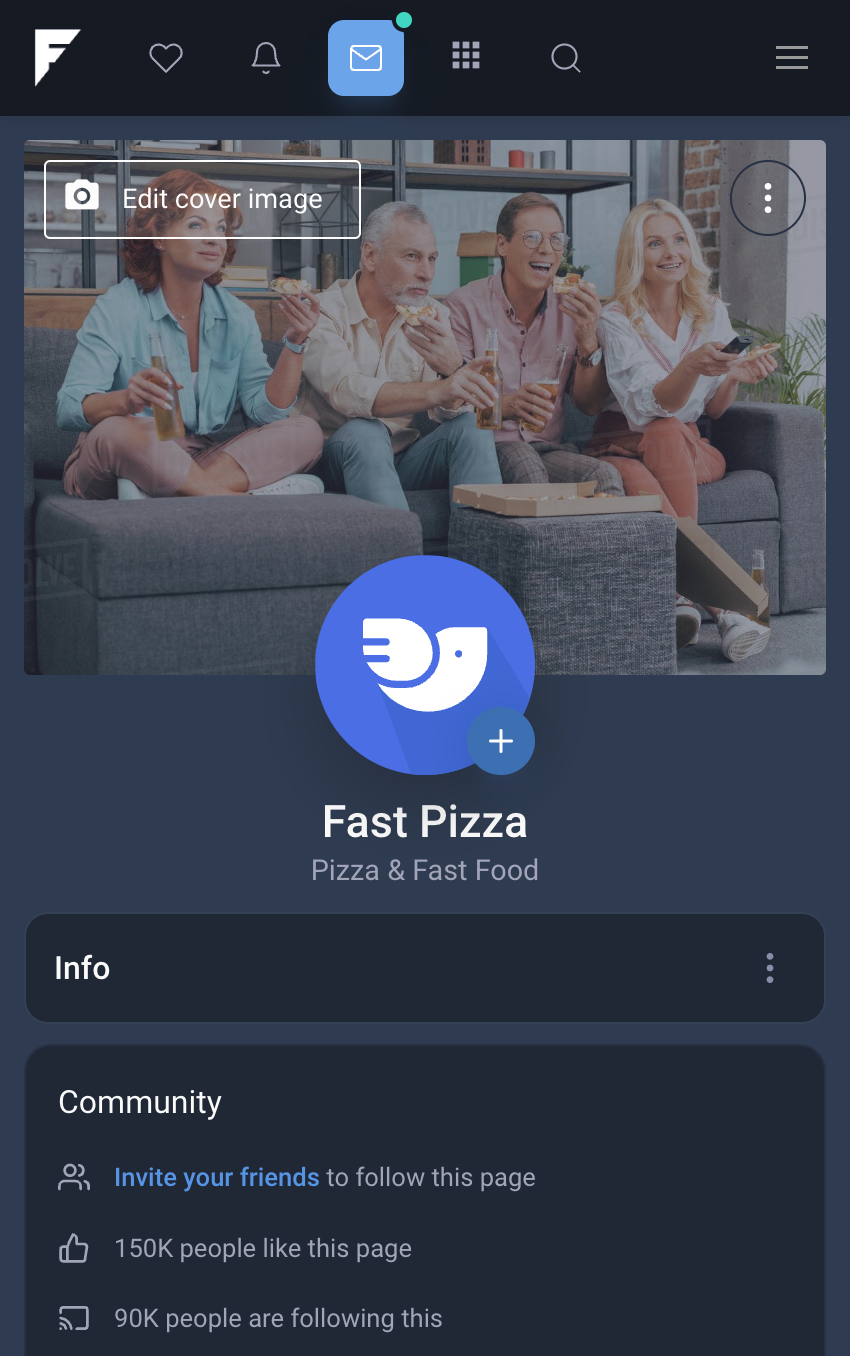 Edit cover image
Fast Pizza
Pizza & Fast Food
Info
Community
Invite your friends to follow this page
150K people like this page
90K people are following this